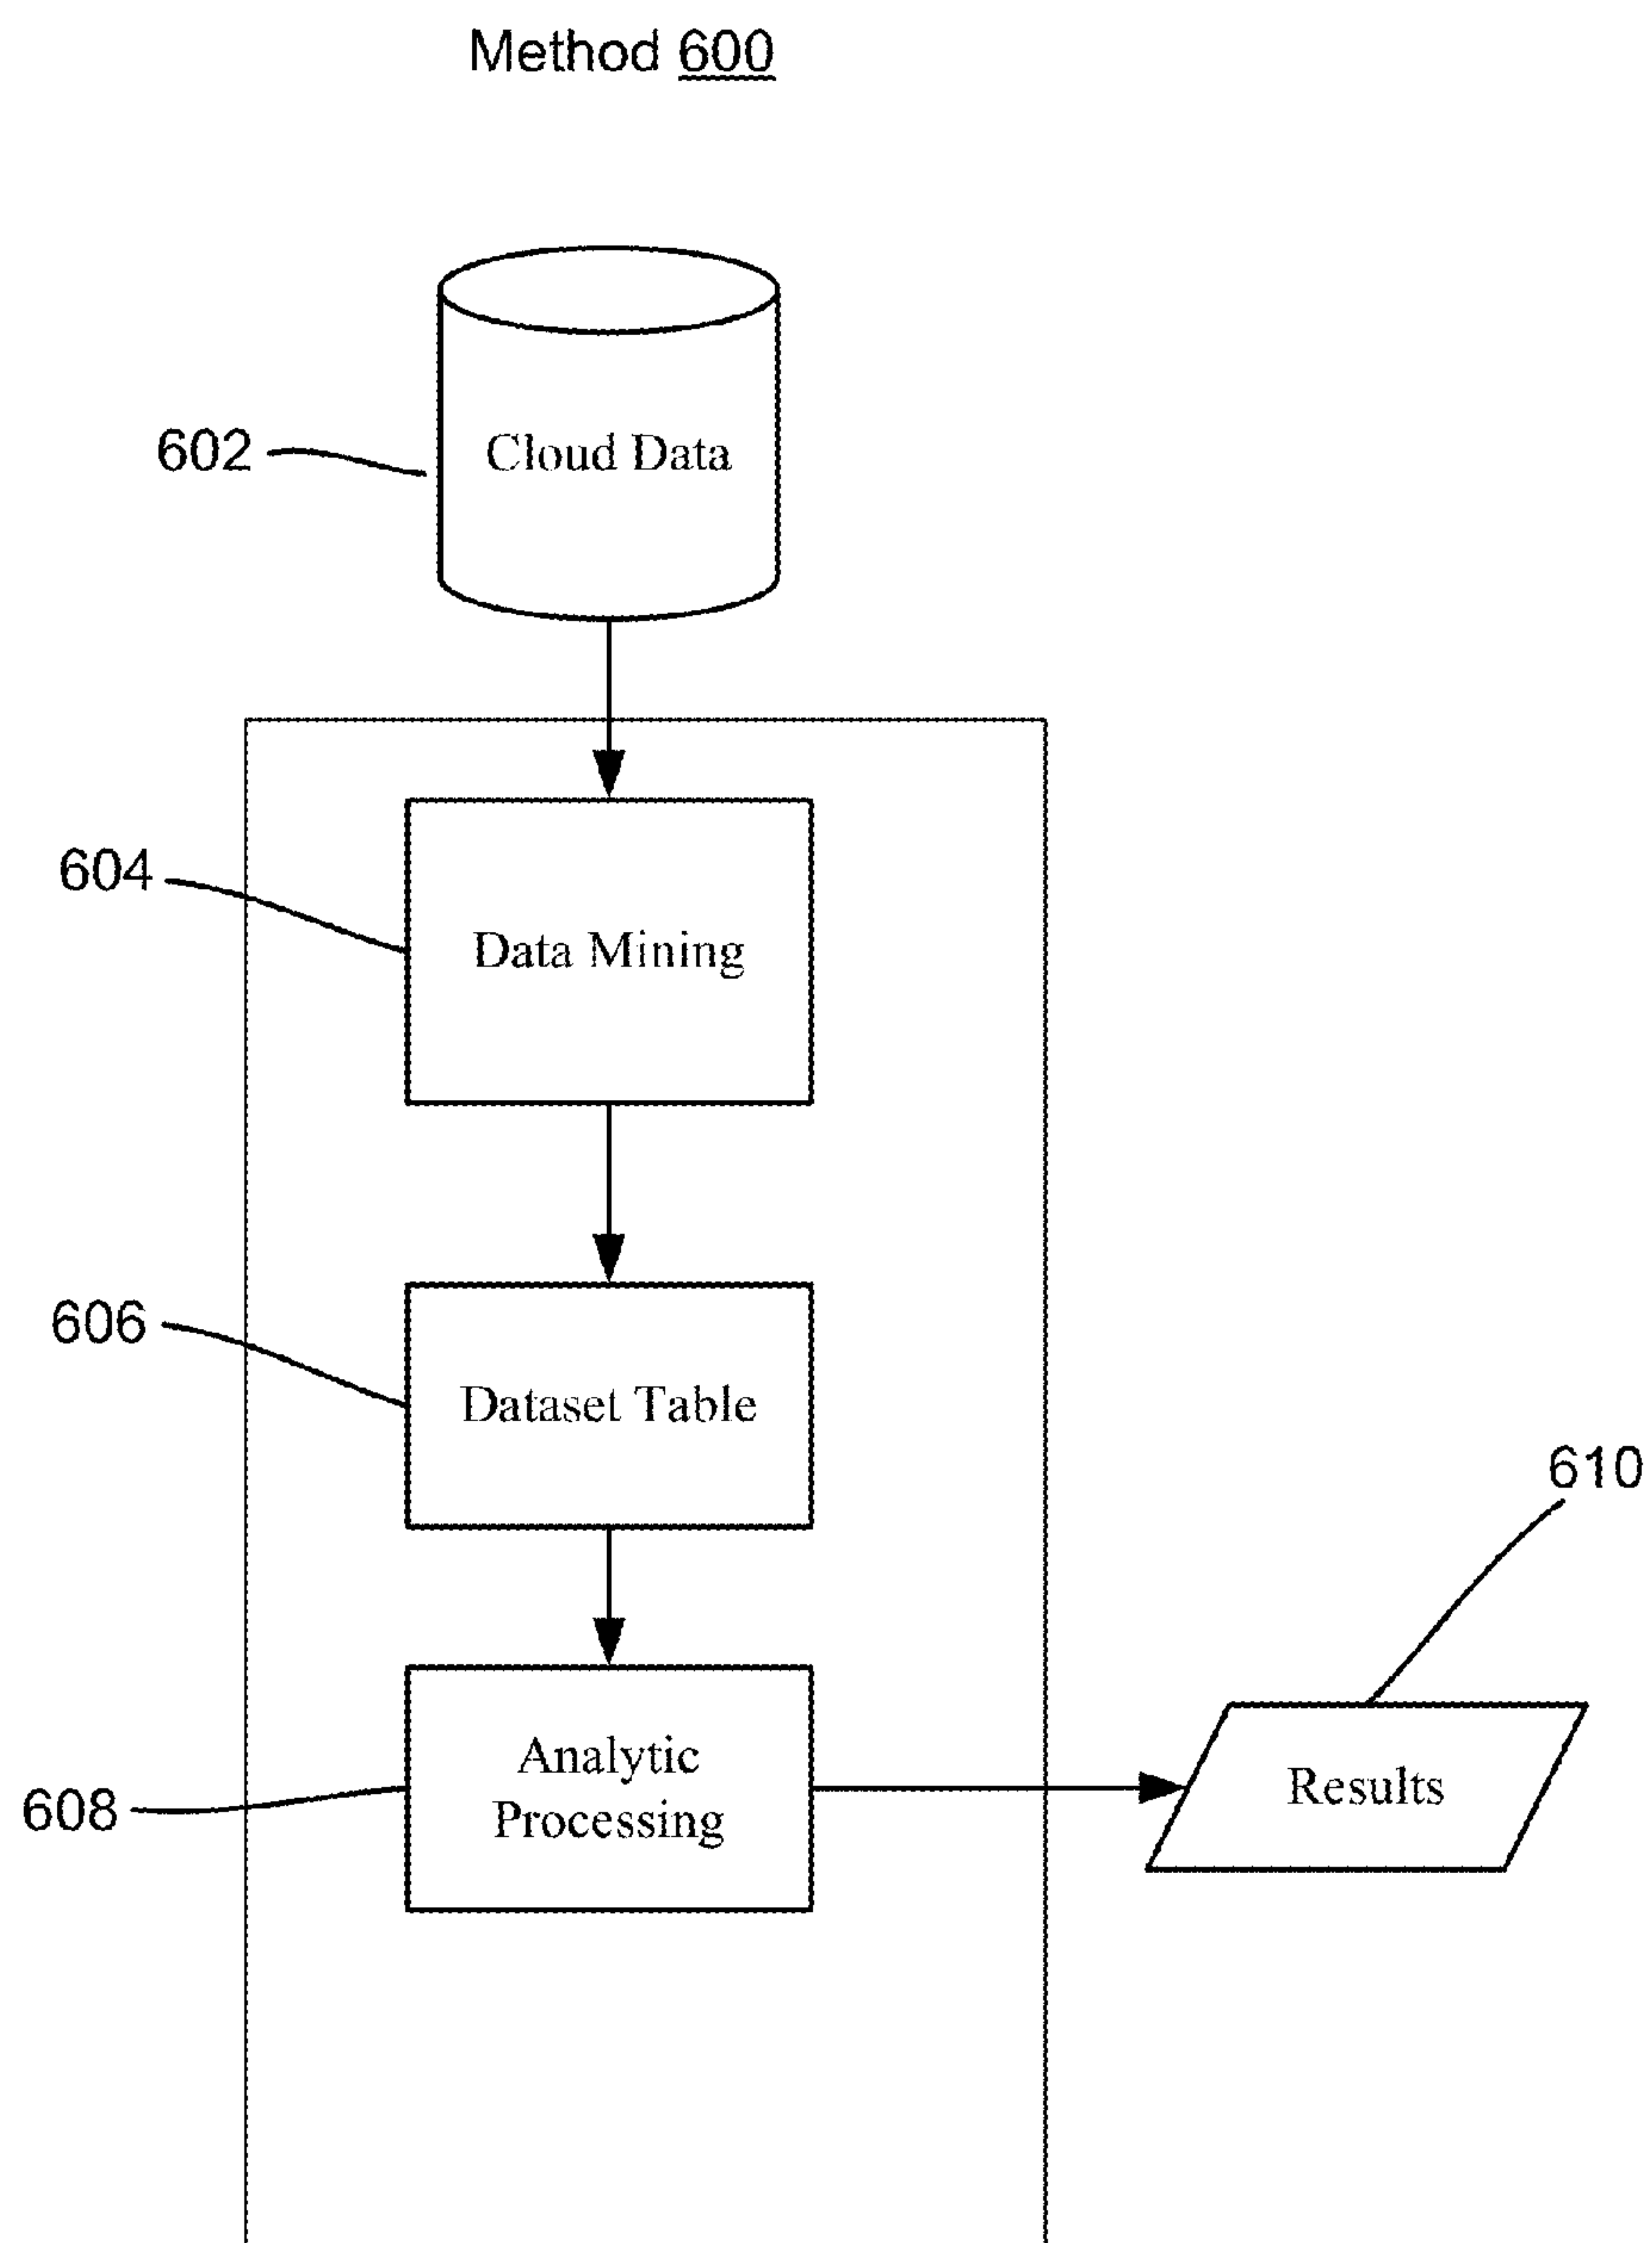 Method 600
602
Cloud Data
604
Data Mining
606
Dataset Table
610
608
Analytic
Processing
Results